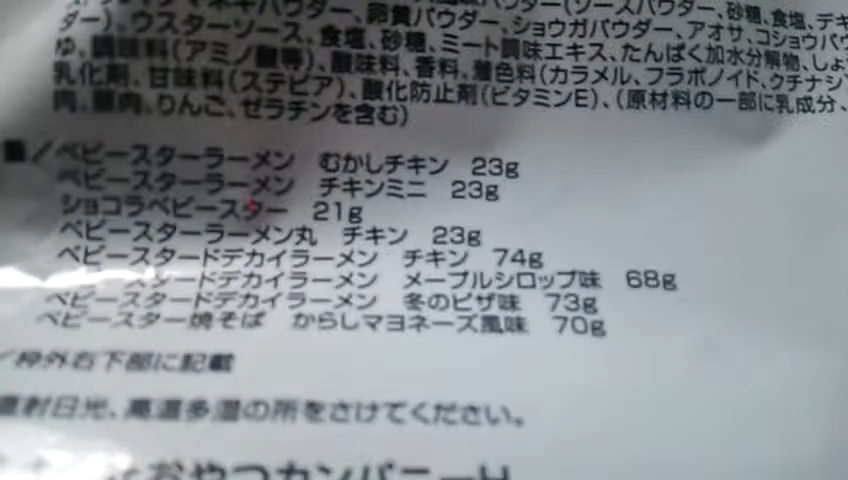 ダー)、ウスターソース、食塩、砂糖、ミート調味エキス、たんぱく加水分解物、しょ
ゆ、調味料(アミノ酸等)、酸味料、香料、着色料(カラメル、フラボノイド、クチナシ
乳化剤、甘味料(ステビア)、酸化防止剤(ビタミンE)、(原材料の一部に乳成分、
肉、豚肉、りんご、ゼラチンを含む)
量/ベビースターラーメン むかしチキン 23g
ベビースターラーメン チキンミニ 23g
ショコラベビースター 21g
ベビースターラーメン丸 チキン 23g
ベビースタードデカイラーメン チキン 74g
ベビースタードデカイラーメン メープルシロップ味 68g
ベビースタードデカイラーメン 冬のピザ味 73g
ベビースター焼そば からしマヨネーズ風味 70g
/枠外右下部に記載
直射日光、高温多湿の所をさけてください。
おやつカンパニー